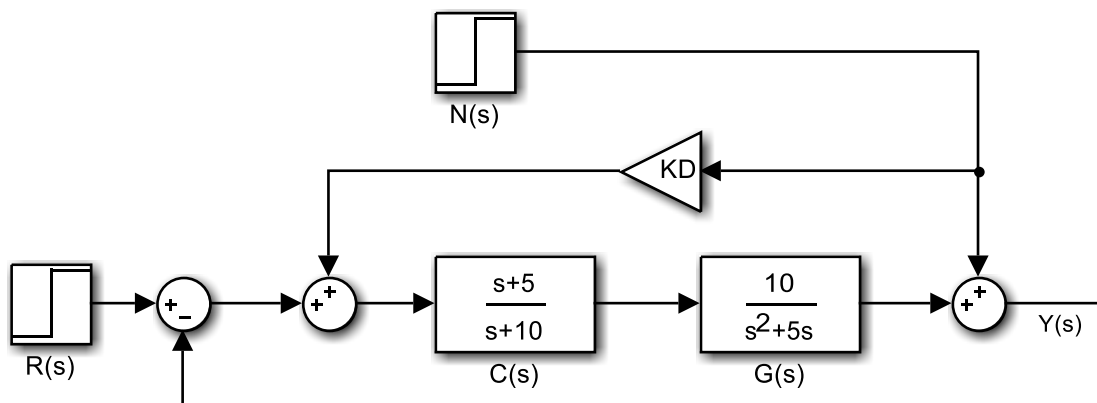 N(s)
KD
+
+
+
−
+
+
s+5
s+10
10
s²+5s
+
+
R(s)
C(s)
G(s)
Y(s)